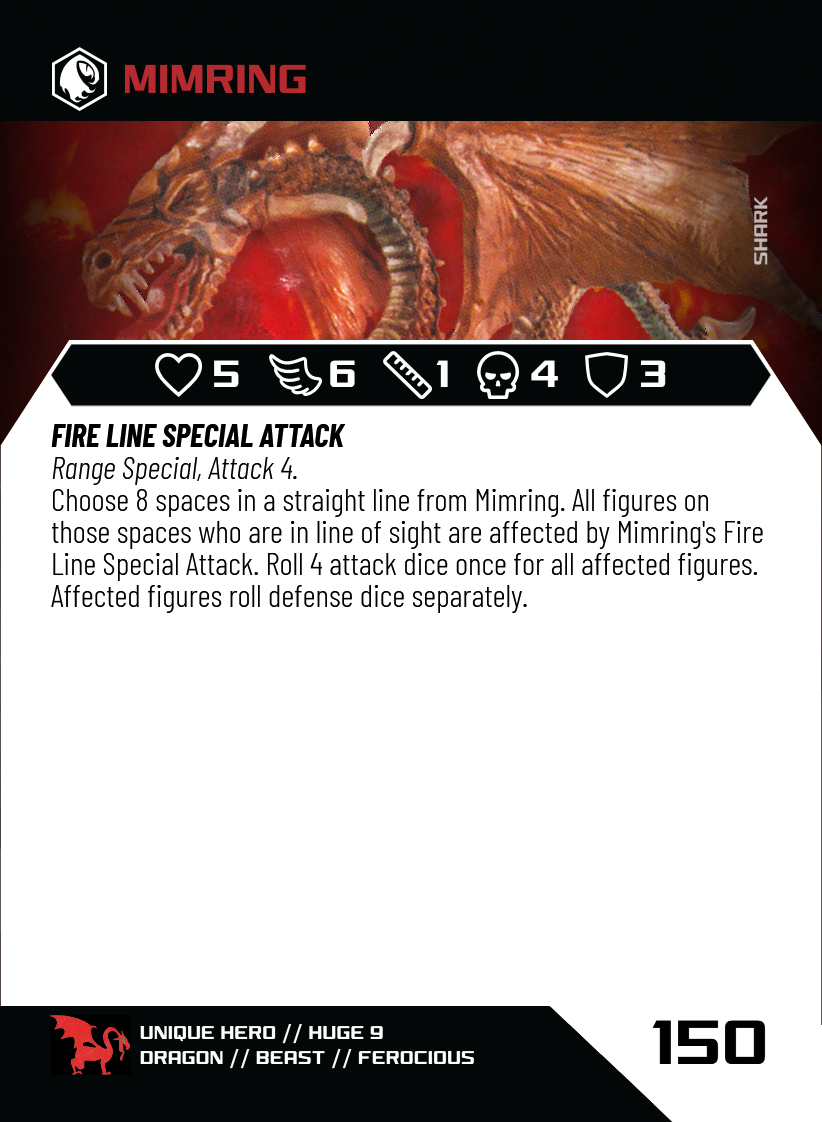 MIMRING
SHARK
5 6 1 4 3
FIRE LINE SPECIAL ATTACK
Range Special, Attack 4.
Choose 8 spaces in a straight line from Mimring. All figures on
those spaces who are in line of sight are affected by Mimring's Fire
Line Special Attack. Roll 4 attack dice once for all affected figures.
Affected figures roll defense dice separately.
UNIQUE HERO // HUGE 9
DRAGON // BEAST // FEROCIOUS
150